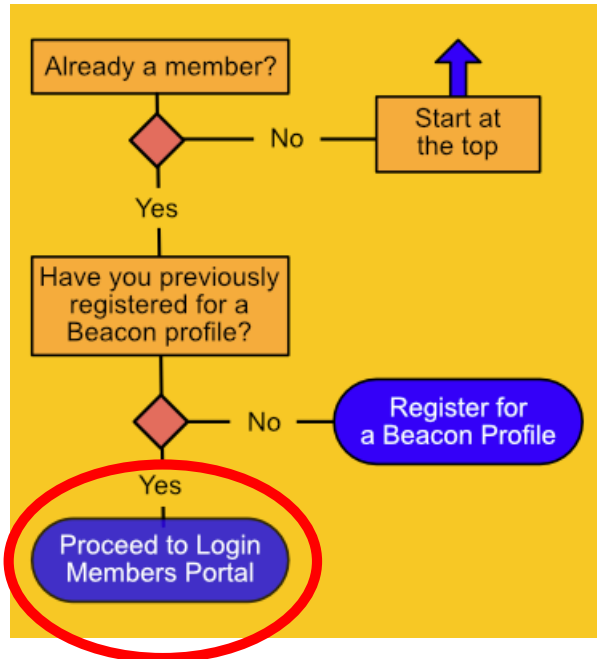 Already a member?
No
Start at
the top
Yes
Have you previously
registered for a
Beacon profile?
No
Register for
a Beacon Profile
Yes
Proceed to Login
Members Portal